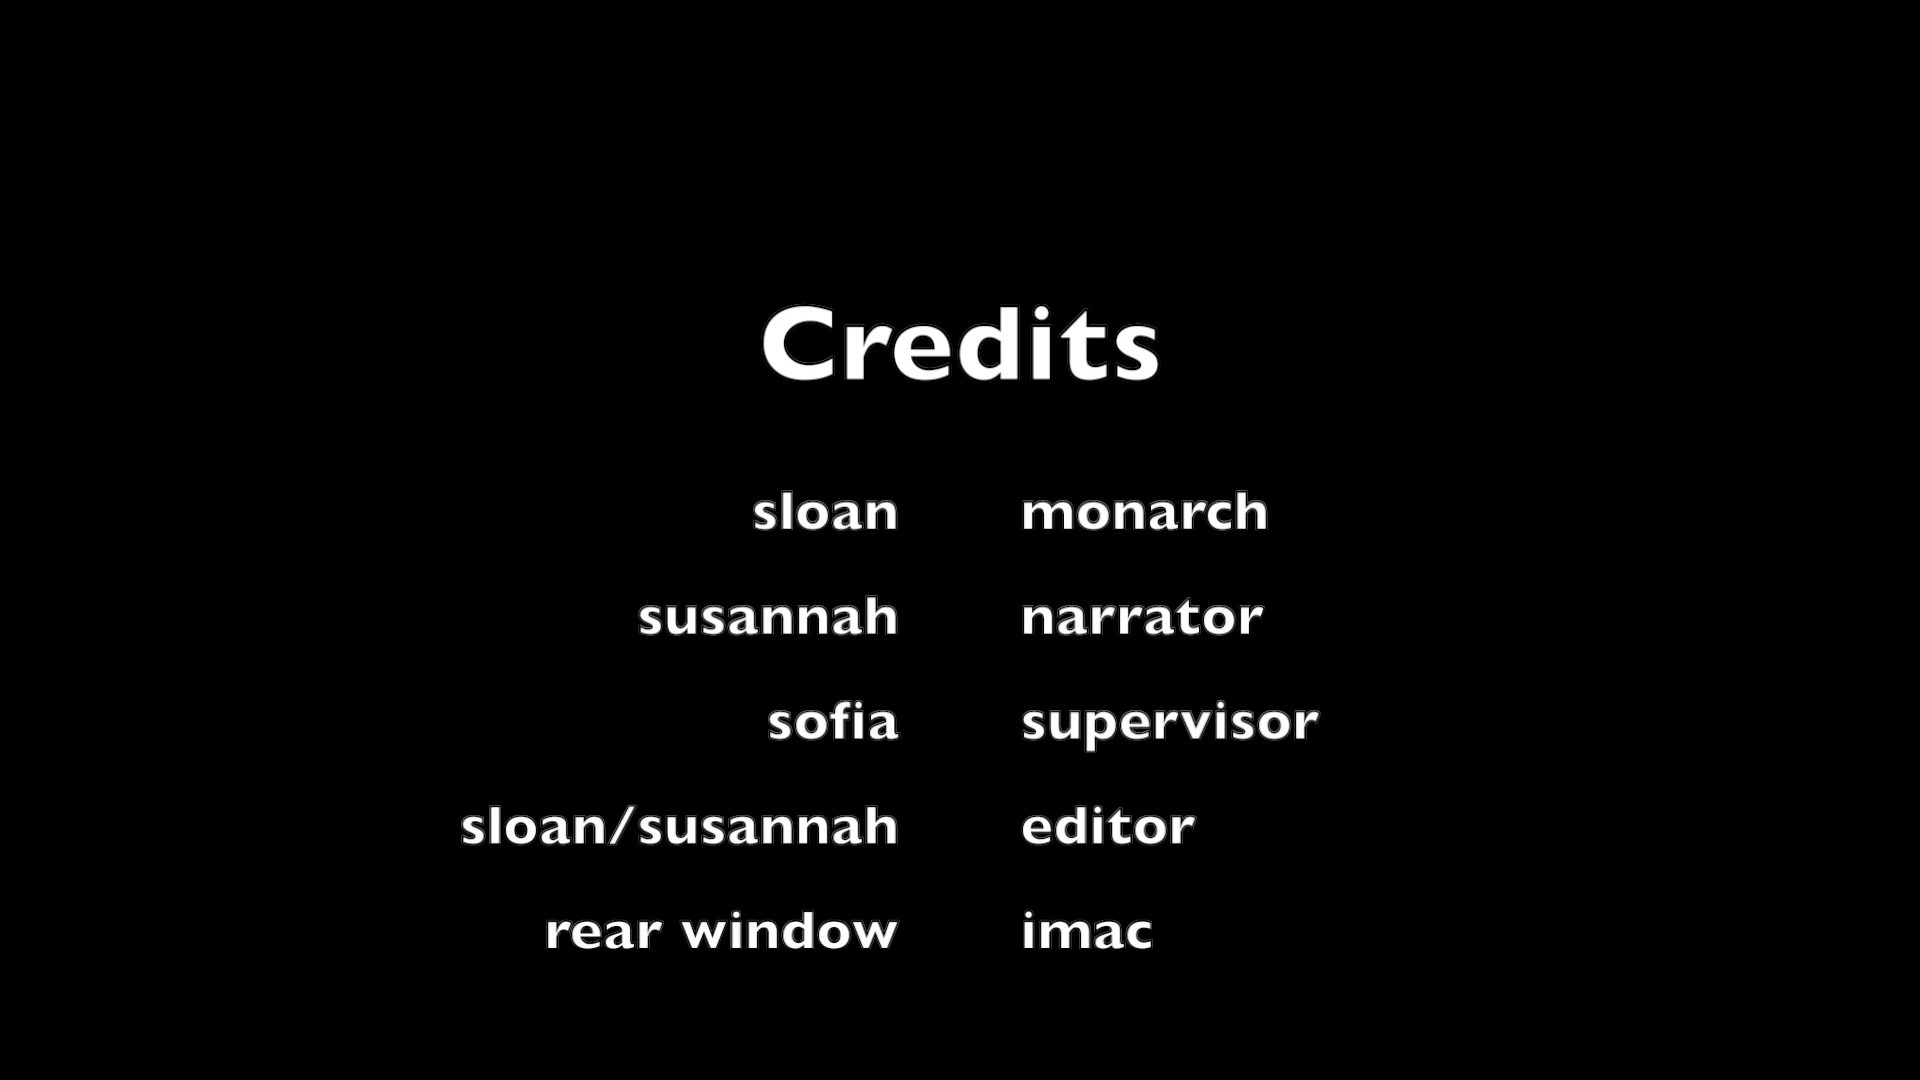 Credits
sloan monarch
susannah narrator
sofia supervisor
sloan/susannah editor
rear window imac